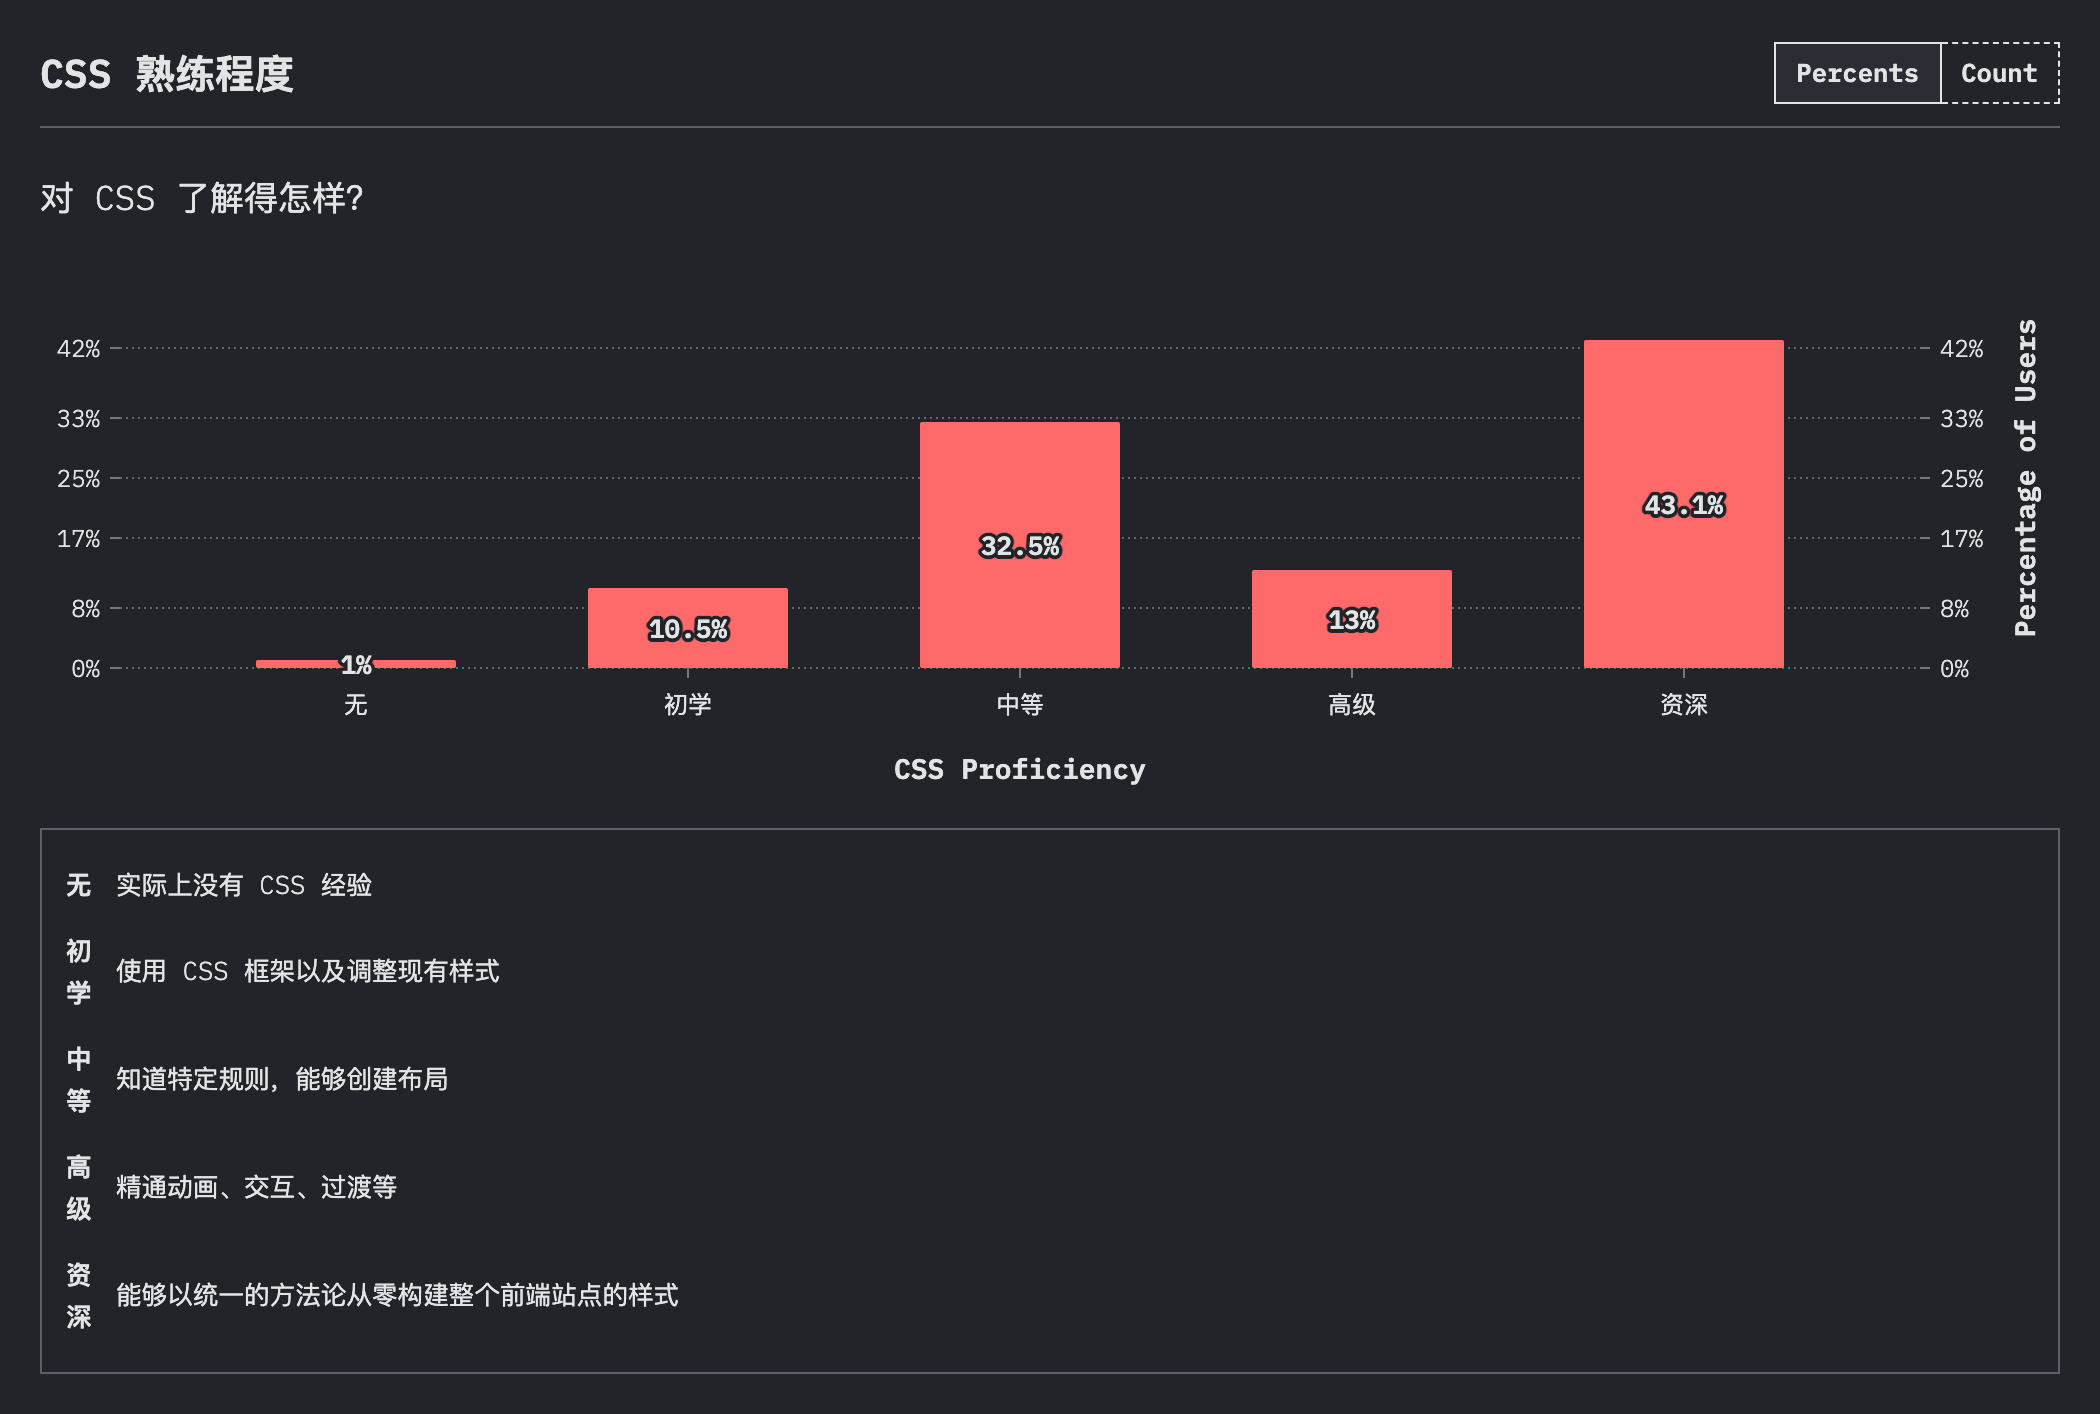 CSS 熟练程度
Percents Count
对 CSS 了解得怎样?
42% 42%
33% 33%
25% 25%
17% 17%
8% 8%
0% 0%
Percentage of Users
1% 10.5% 32.5% 13% 43.1%
无 初学 中等 高级 资深
CSS Proficiency
无 实际上没有 CSS 经验
初学 使用 CSS 框架以及调整现有样式
中等 知道特定规则，能够创建布局
高级 精通动画、交互、过渡等
资深 能够以统一的方法论从零构建整个前端站点的样式